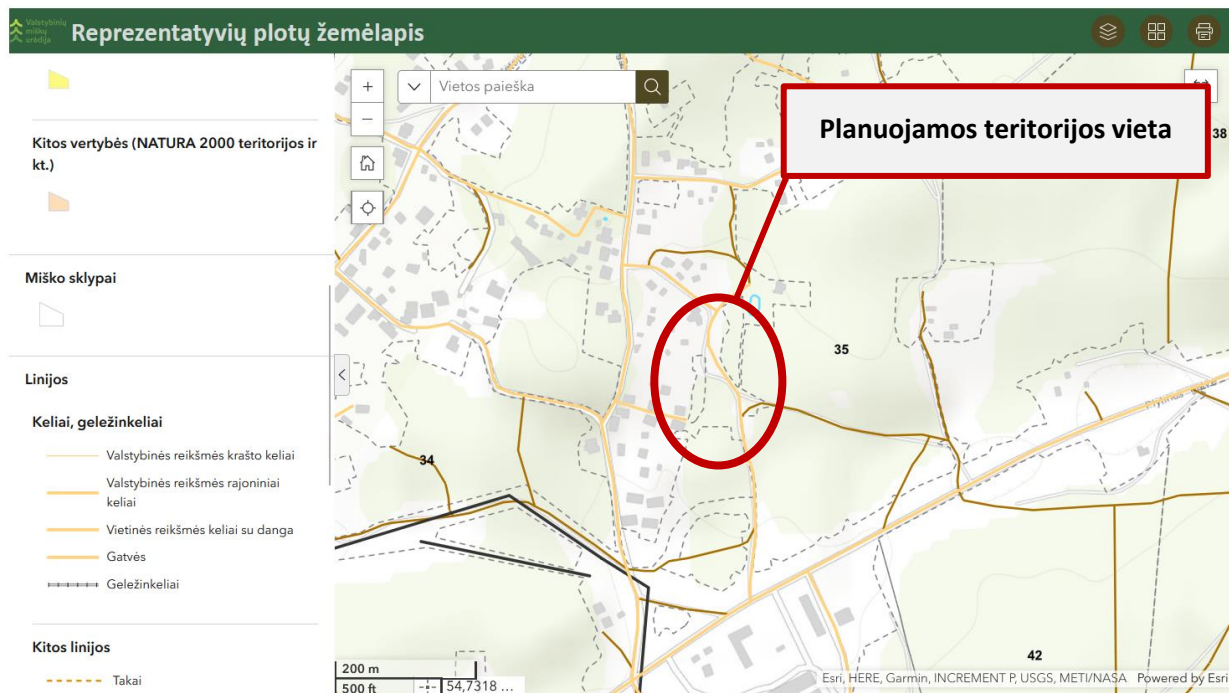 Valstybinių
miškų
urėdija
Reprezentatyvių plotų žemėlapis
Kitos vertybės (NATURA 2000 teritorijos ir
kt.)
Miško sklypai
Linijos
Keliai, geležinkeliai
Valstybinės reikšmės krašto keliai
Valstybinės reikšmės rajoniniai
keliai
Vietinės reikšmės keliai su danga
Gatvės
Geležinkeliai
Kitos linijos
Takai
+
Vietos paieška
−
Planuojamos teritorijos vieta
38
35
34
42
200 m
500 ft
54,7318 ...
Esri, HERE, Garmin, INCREMENT P, USGS, METI/NASA Powered by Esri